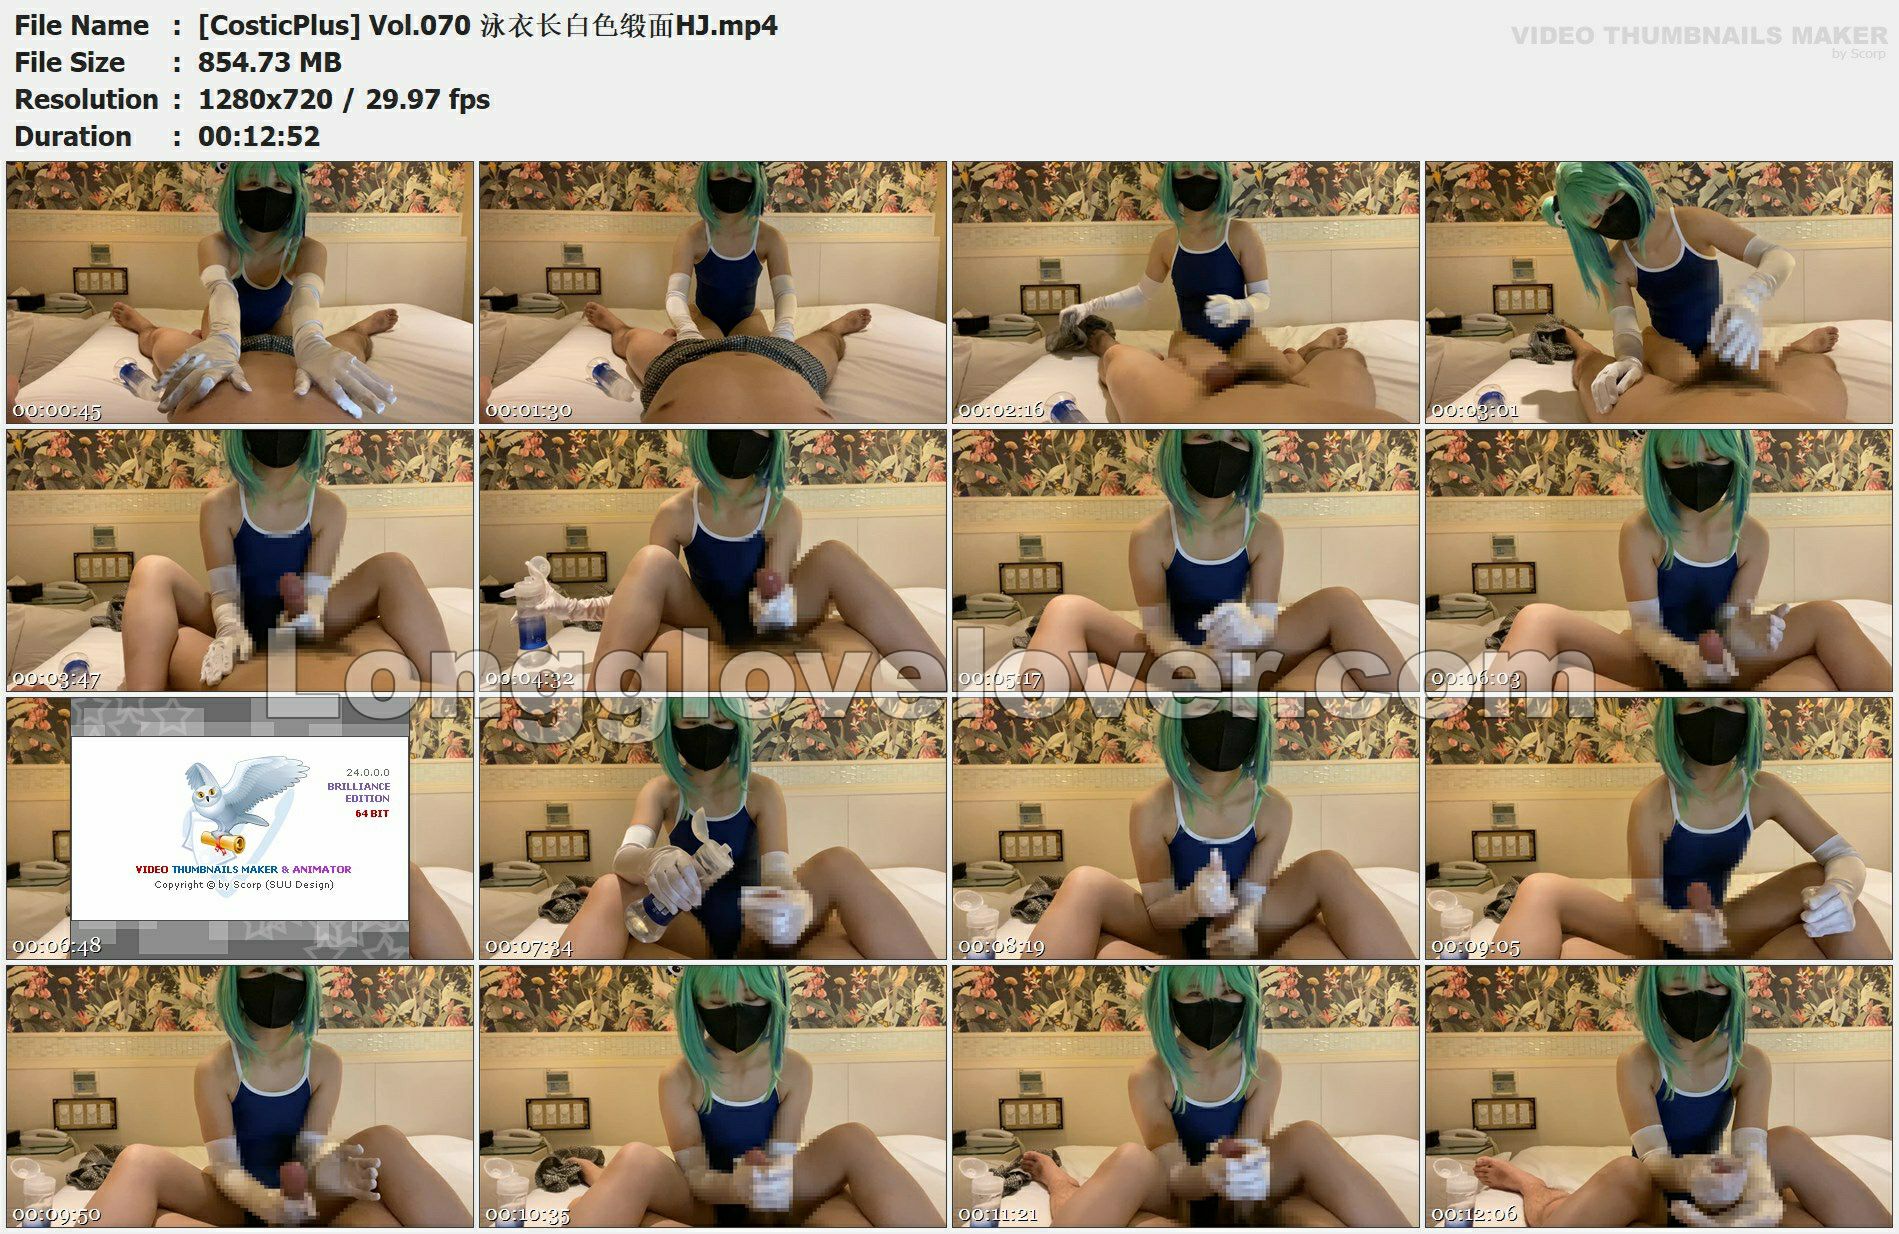 File Name : [CosticPlus] Vol.070 泳衣长白色缎面HJ.mp4
VIDEO THUMBNAILS MAKER
by Scorp
File Size : 854.73 MB
Resolution : 1280x720 / 29.97 fps
Duration : 00:12:52
00:00:45
00:01:30
00:02:16
00:03:01
00:03:47
00:04:32
00:05:17
00:06:03
Longglovelover.com
24.0.0.0
BRILLIANCE
EDITION
64 BIT
VIDEO THUMBNAILS MAKER & ANIMATOR
Copyright © by Scorp (SUU Design)
00:06:48
00:07:34
00:08:19
00:09:05
00:09:50
00:10:35
00:11:21
00:12:06